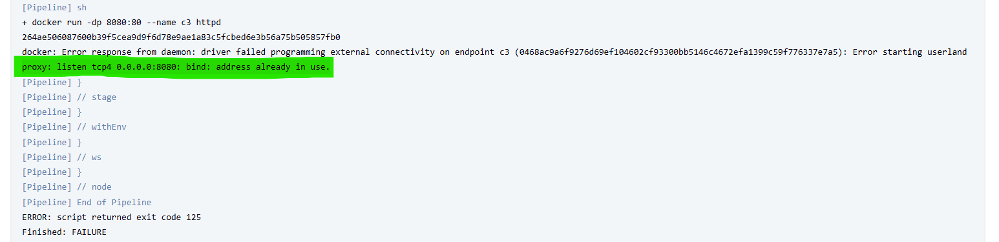 [Pipeline] sh
+ docker run -dp 8080:80 --name c3 httpd
264ae506087600b39f5cea9d9f6d78e9ae1a83c5fcbed6e3b56a75b505857fb0
docker: Error response from daemon: driver failed programming external connectivity on endpoint c3 (0468ac9a6f9276d69ef104602cf93300bb5146c4672efa1399c59f776337e7a5): Error starting userland
proxy: listen tcp4 0.0.0.0:8080: bind: address already in use.
[Pipeline] }
[Pipeline] // stage
[Pipeline] }
[Pipeline] // withEnv
[Pipeline] }
[Pipeline] // ws
[Pipeline] }
[Pipeline] // node
[Pipeline] End of Pipeline
ERROR: script returned exit code 125
Finished: FAILURE